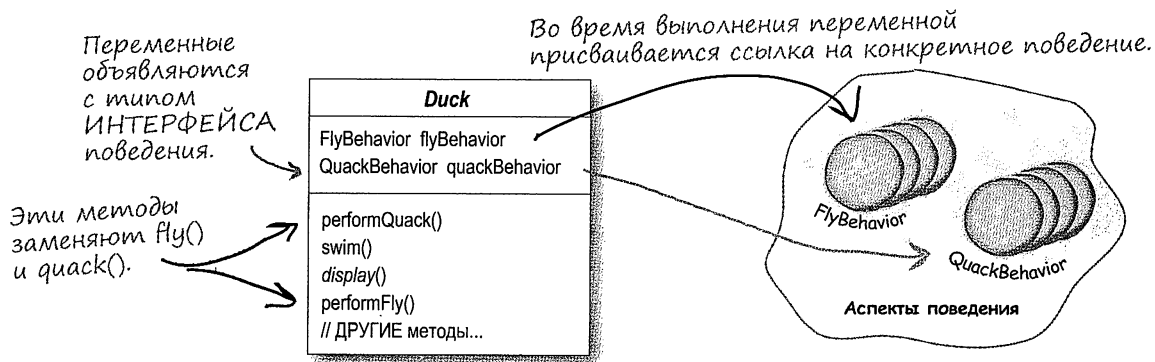 Переменные
объявляются
с типом
ИНТЕРФЕЙСА
поведения.
Во время выполнения переменной
присваивается ссылка на конкретное поведение.
Duck
FlyBehavior flyBehavior
QuackBehavior quackBehavior
Эти методы
заменяют fly()
и quack().
performQuack()
swim()
display()
performFly()
// ДРУГИЕ методы...
FlyBehavior
QuackBehavior
Аспекты поведения